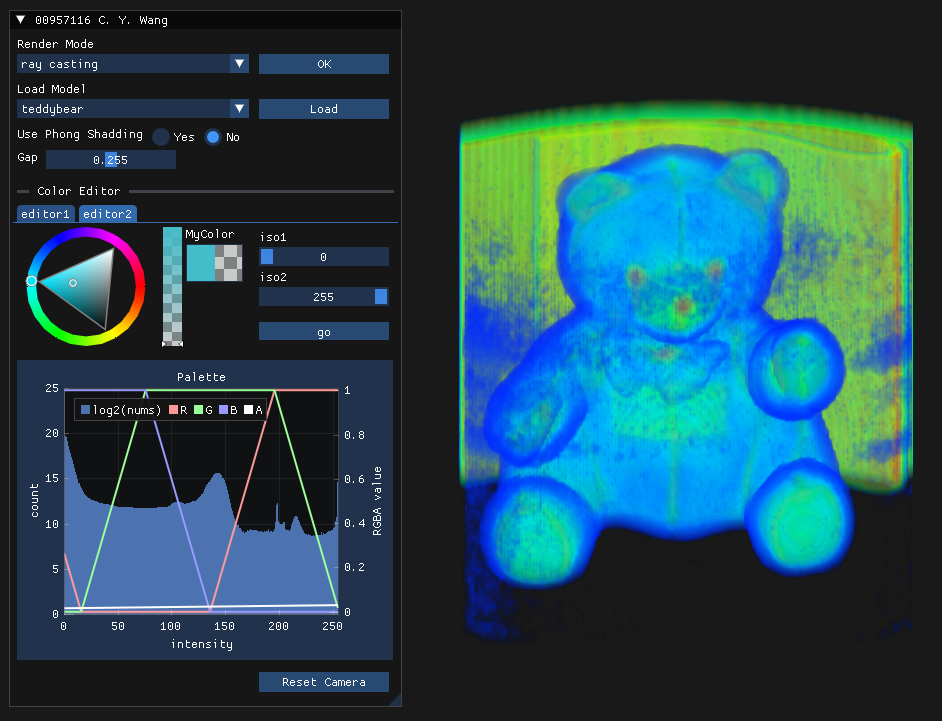 00957116 C. Y. Wang
Render Mode
ray casting
OK
Load Model
teddybear
Load
Use Phong Shadding
Yes
No
Gap
0.255
Color Editor
editor1
editor2
MyColor
iso1
0
iso2
255
go
Palette
log2(nums) R G B A
25
20
15
10
5
0
count
0 50 100 150 200 250
intensity
1
0.8
0.6
0.4
0.2
0
RGBA value
Reset Camera